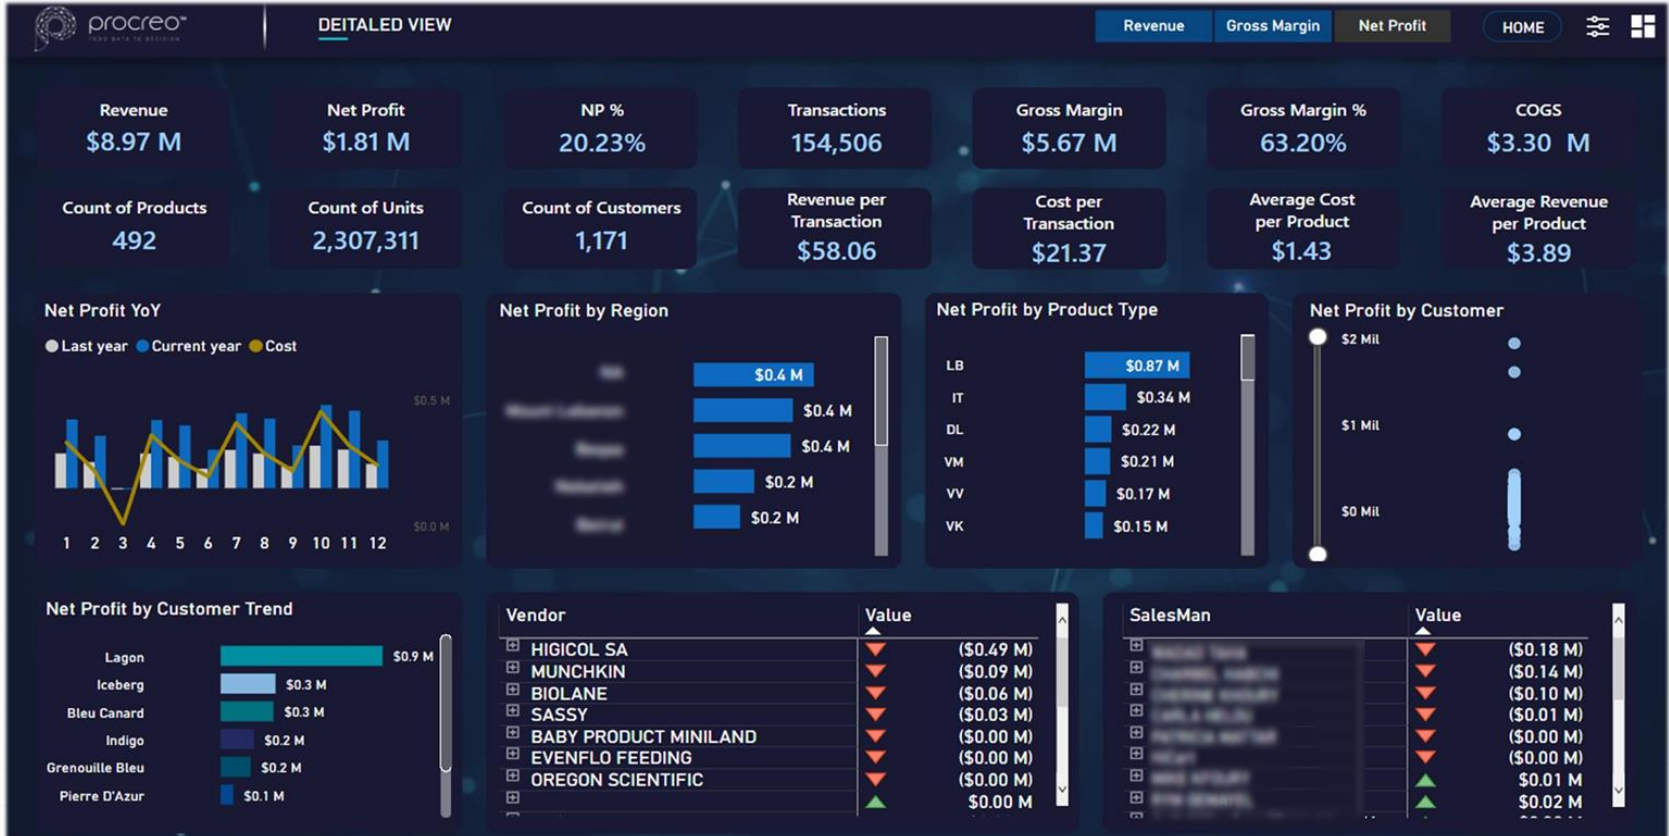 procreo™
DEITALED VIEW
Revenue
Gross Margin
Net Profit
HOME
Revenue
$8.97 M
Net Profit
$1.81 M
NP %
20.23%
Transactions
154,506
Gross Margin
$5.67 M
Gross Margin %
63.20%
COGS
$3.30 M
Count of Products
492
Count of Units
2,307,311
Count of Customers
1,171
Revenue per
Transaction
$58.06
Cost per
Transaction
$21.37
Average Cost
per Product
$1.43
Average Revenue
per Product
$3.89
Net Profit YoY
Last year Current year Cost
$0.5 M
$0.0 M
1 2 3 4 5 6 7 8 9 10 11 12
Net Profit by Region
$0.4 M
$0.4 M
$0.4 M
$0.2 M
$0.2 M
Net Profit by Product Type
LB $0.87 M
IT $0.34 M
DL $0.22 M
VM $0.21 M
VV $0.17 M
VK $0.15 M
Net Profit by Customer
$2 Mil
$1 Mil
$0 Mil
Net Profit by Customer Trend
Lagon $0.9 M
Iceberg $0.3 M
Bleu Canard $0.3 M
Indigo $0.2 M
Grenouille Bleu $0.2 M
Pierre D'Azur $0.1 M
Vendor Value
HIGICOL SA ($0.49 M)
MUNCHKIN ($0.09 M)
BIOLANE ($0.06 M)
SASSY ($0.03 M)
BABY PRODUCT MINILAND ($0.00 M)
EVENFLO FEEDING ($0.00 M)
OREGON SCIENTIFIC ($0.00 M)
$0.00 M
SalesMan Value
($0.18 M)
($0.14 M)
($0.10 M)
($0.01 M)
($0.00 M)
($0.00 M)
$0.01 M
$0.02 M